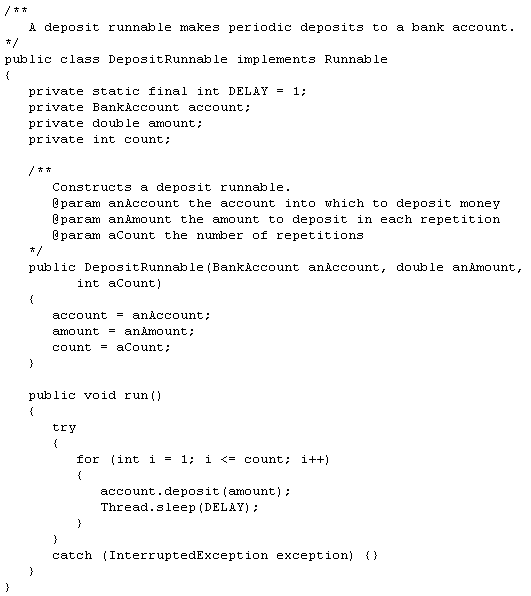 /**
   A deposit runnable makes periodic deposits to a bank account.
*/
public class DepositRunnable implements Runnable
{
   private static final int DELAY = 1;
   private BankAccount account;
   private double amount;
   private int count;

   /**
      Constructs a deposit runnable.
      @param anAccount the account into which to deposit money
      @param anAmount the amount to deposit in each repetition
      @param aCount the number of repetitions
   */
   public DepositRunnable(BankAccount anAccount, double anAmount,
         int aCount)
   {
      account = anAccount;
      amount = anAmount;
      count = aCount;
   }

   public void run()
   {
      try
      {
         for (int i = 1; i <= count; i++)
         {
            account.deposit(amount);
            Thread.sleep(DELAY);
         }
      }
      catch (InterruptedException exception) {}
   }
}